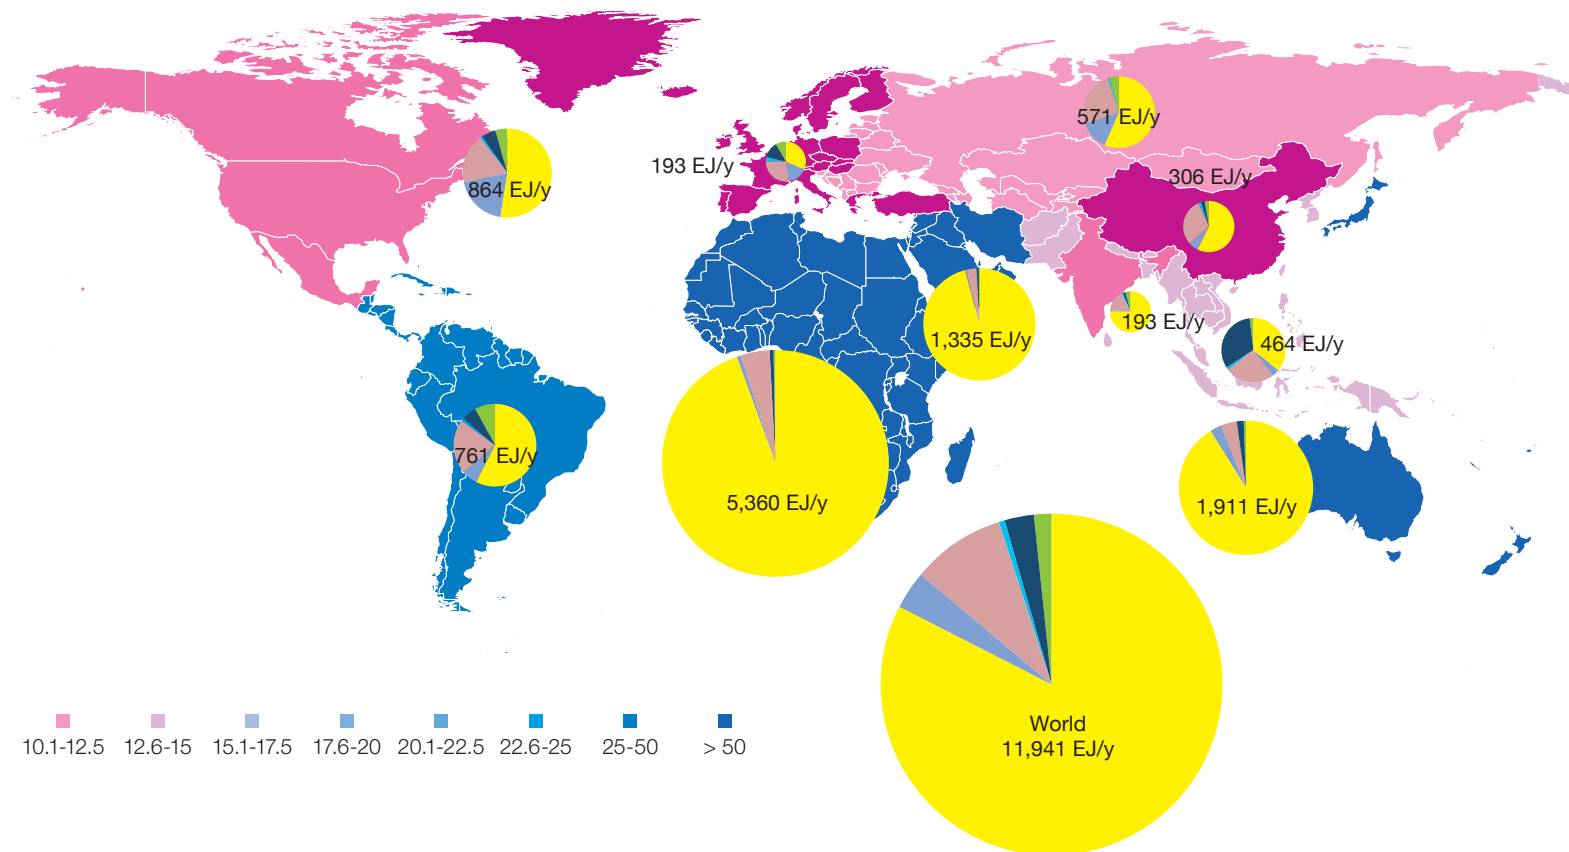 571 EJ/y
193 EJ/y
306 EJ/y
864 EJ/y
193 EJ/y
1,335 EJ/y
464 EJ/y
761 EJ/y
5,360 EJ/y
1,911 EJ/y
World
11,941 EJ/y
10.1-12.5 12.6-15 15.1-17.5 17.6-20 20.1-22.5 22.6-25 25-50 > 50